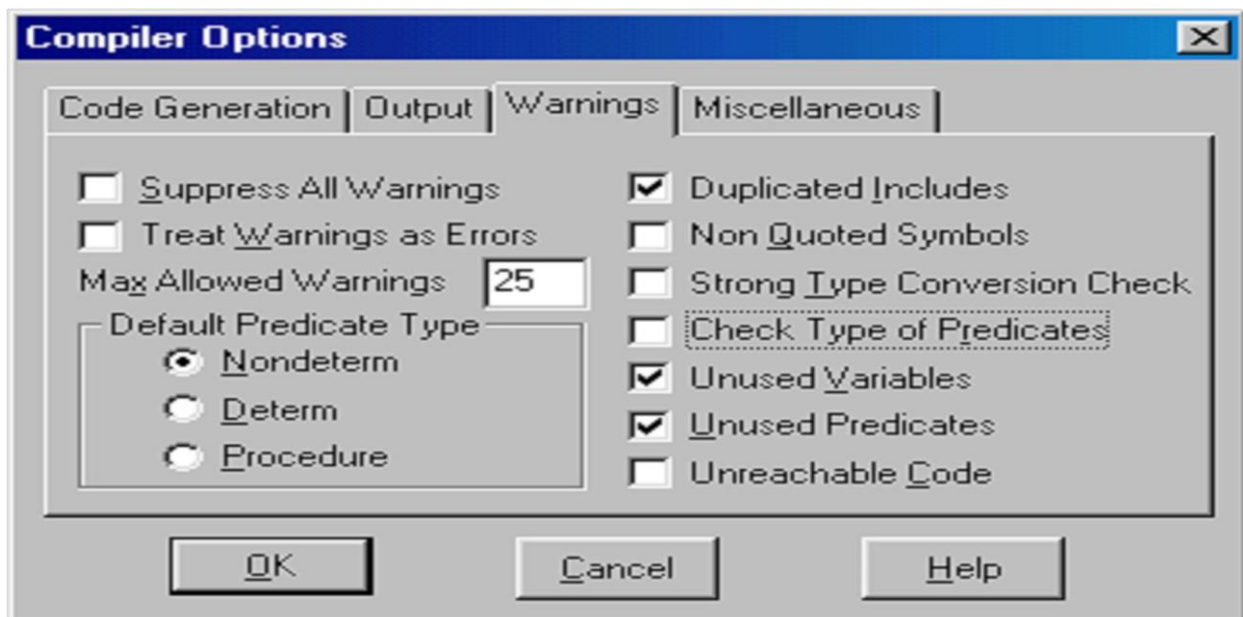 Compiler Options
Code Generation Output Warnings Miscellaneous
Suppress All Warnings
Treat Warnings as Errors
Max Allowed Warnings 25
Default Predicate Type
Nondeterm
Determ
Procedure
Duplicated Includes
Non Quoted Symbols
Strong Type Conversion Check
Check Type of Predicates
Unused Variables
Unused Predicates
Unreachable Code
OK Cancel Help